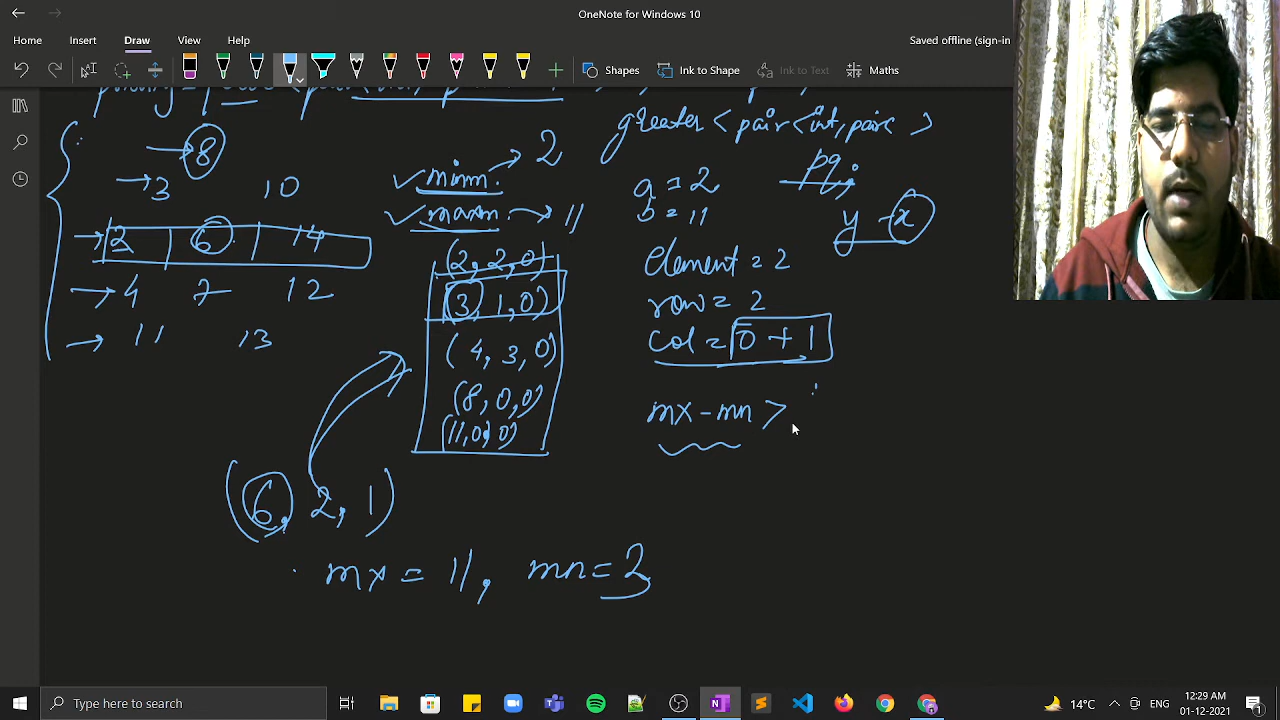 OneNote for Windows 10
Home Insert Draw View Help
Saved offline (sign-in
Shapes Ink to Shape Ink to Text Maths
greater < pair<int, pair< >
pq;
8
3 10
2 6 14
4 7 12
11 13
minm. → 2
maxm. → 11
(2, 2, 0)
(3, 1, 0)
(4, 3, 0)
(8, 0, 0)
(11, 0, 0)
a = 2
b = 11
y - x
element = 2
row = 2
col = 0 + 1
mx - mn >
(6, 2, 1)
mx = 11, mn = 3
Type here to search
14°C
ENG
12:29 AM
01-12-2021